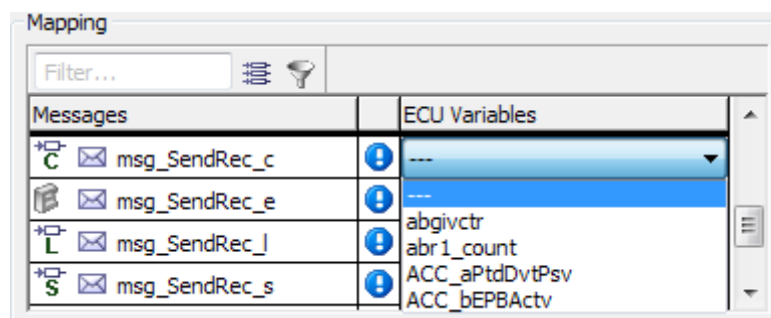 Mapping
Filter...
Messages ECU Variables
C msg_SendRec_c ---
E msg_SendRec_e ---
L msg_SendRec_l abgivctr
abr1_count
S msg_SendRec_s ACC_aPtdDvtPsv
ACC_bEPBActv